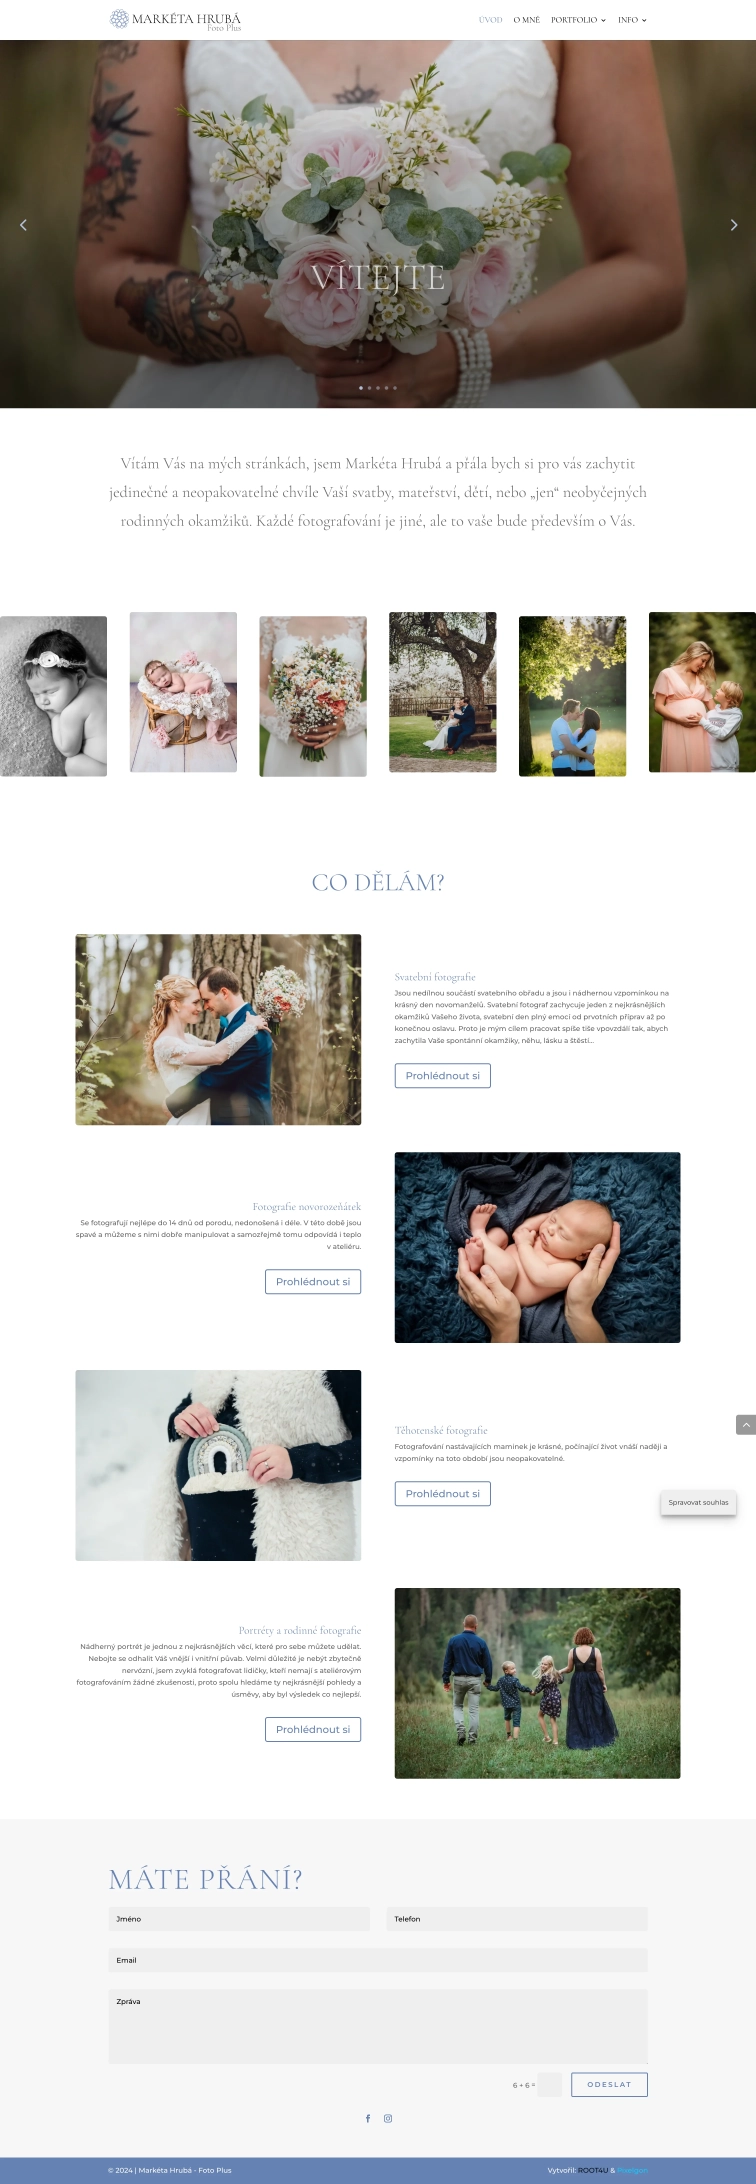 MARKÉTA HRUBÁ
Foto Plus
ÚVOD O MNĚ PORTFOLIO INFO
VÍTEJTE
Vítám Vás na mých stránkách, jsem Markéta Hrubá a přála bych si pro vás zachytit
jedinečné a neopakovatelné chvíle Vaší svatby, mateřství, dětí, nebo „jen“ neobyčejných
rodinných okamžiků. Každé fotografování je jiné, ale to vaše bude především o Vás.
CO DĚLÁM?
Svatební fotografie
Jsou nedílnou součástí svatebního obřadu a jsou i nádhernou vzpomínkou na
krásný den novomanželů. Svatební fotograf zachycuje jeden z nejkrásnějších
okamžiků Vašeho života, svatební den plný emocí od prvotních příprav až po
konečnou oslavu. Proto je mým cílem pracovat spíše tiše vpovzdálí tak, abych
zachytila Vaše spontánní okamžiky, něhu, lásku a štěstí...
Prohlédnout si
Forografie novorozeňátek
Se fotografují nejlépe do 14 dnů od porodu, nedonošená i déle. V této době jsou
spavé a můžeme s nimi dobře manipulovat a samozřejmě tomu odpovídá i teplo
v ateliéru.
Prohlédnout si
Těhotenské fotografie
Fotografování nastávajících maminek je krásné, počínající život vnáší naději a
vzpomínky na toto období jsou neopakovatelné.
Prohlédnout si
Spravovat souhlas
Portréty a rodinné fotografie
Nádherný portrét je jednou z nejkrásnějších věcí, které pro sebe můžete udělat.
Nebojte se odhalit Váš vnější i vnitřní půvab. Velmi důležité je nebýt zbytečně
nervózní, jsem zvyklá fotografovat lidičky, kteří nemají s ateliérovým
fotografováním žádné zkušenosti, proto spolu hledáme ty nejkrásnější pohledy a
úsměvy, aby byl výsledek co nejlepší.
Prohlédnout si
MÁTE PŘÁNÍ?
Jméno Telefon
Email
Zpráva
6 + 6 = ODESLAT
© 2024 | Markéta Hrubá - Foto Plus
Vytvořil: ROOT4U &